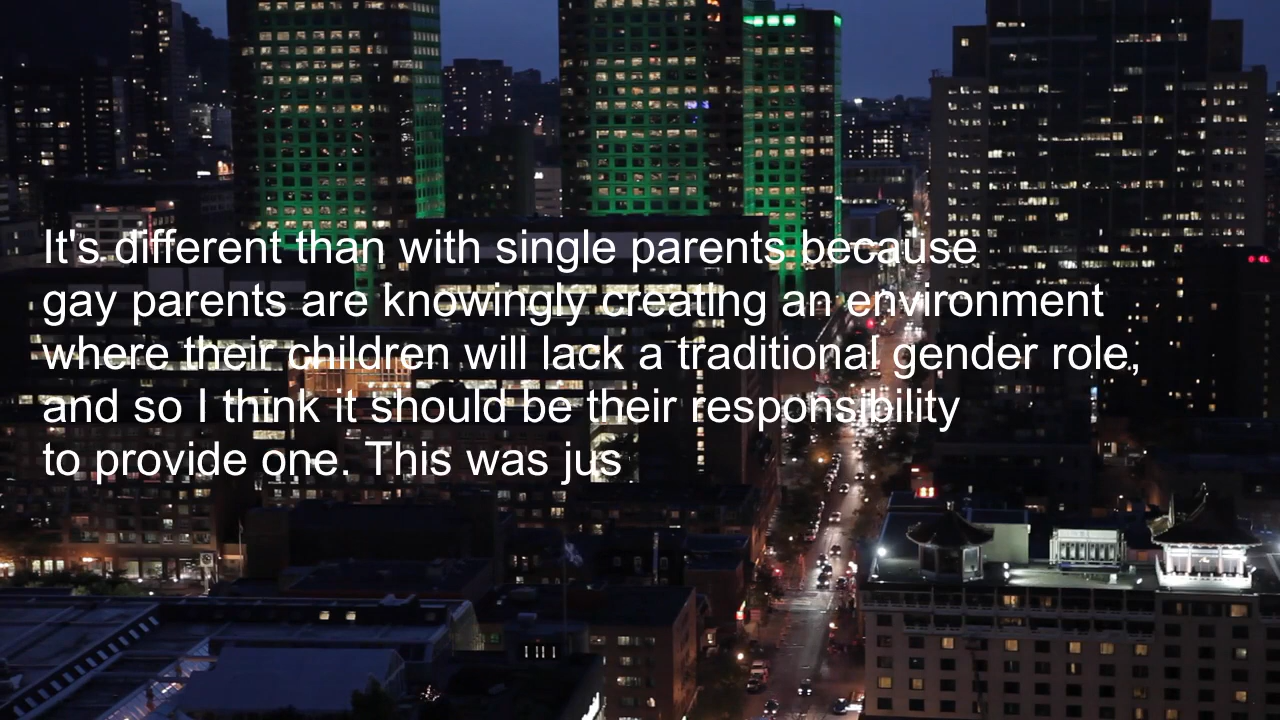 It's different than with single parents because
gay parents are knowingly creating an environment
where their children will lack a traditional gender role,
and so I think it should be their responsibility
to provide one. This was jus